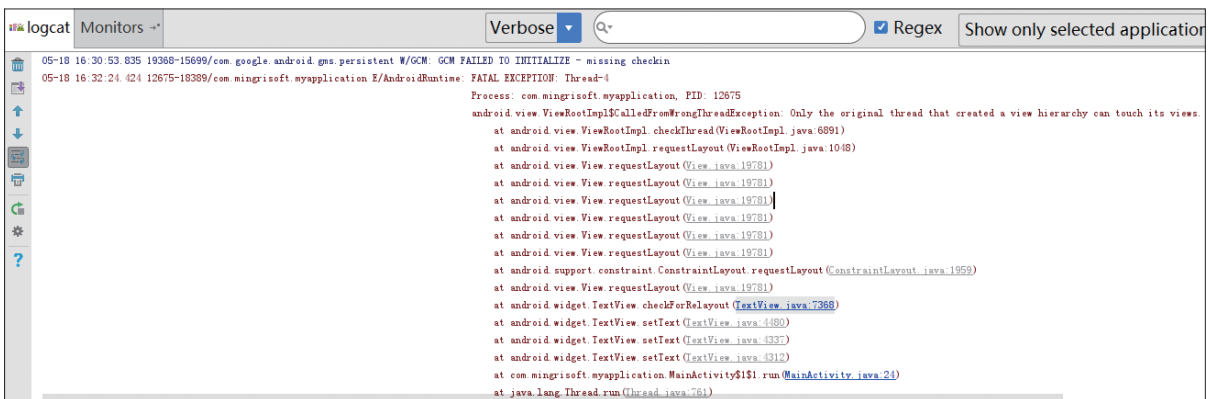 logcat Monitors Verbose Regex Show only selected application
05-18 16:30:53.835 19368-15699/com.google.android.gms.persistent W/GCM: GCM FAILED TO INITIALIZE - missing checkin
05-18 16:32:24.424 12675-18389/com.mingrisoft.myapplication E/AndroidRuntime: FATAL EXCEPTION: Thread-4
Process: com.mingrisoft.myapplication, PID: 12675
android.view.ViewRootImpl$CalledFromWrongThreadException: Only the original thread that created a view hierarchy can touch its views.
at android.view.ViewRootImpl.checkThread(ViewRootImpl.java:6891)
at android.view.ViewRootImpl.requestLayout(ViewRootImpl.java:1048)
at android.view.View.requestLayout(View.java:19781)
at android.view.View.requestLayout(View.java:19781)
at android.view.View.requestLayout(View.java:19781)
at android.view.View.requestLayout(View.java:19781)
at android.view.View.requestLayout(View.java:19781)
at android.view.View.requestLayout(View.java:19781)
at android.support.constraint.ConstraintLayout.requestLayout(ConstraintLayout.java:1959)
at android.view.View.requestLayout(View.java:19781)
at android.widget.TextView.checkForRelayout(TextView.java:7368)
at android.widget.TextView.setText(TextView.java:4480)
at android.widget.TextView.setText(TextView.java:4337)
at android.widget.TextView.setText(TextView.java:4312)
at com.mingrisoft.myapplication.MainActivity$1$1.run(MainActivity.java:24)
at java.lang.Thread.run(Thread.java:761)